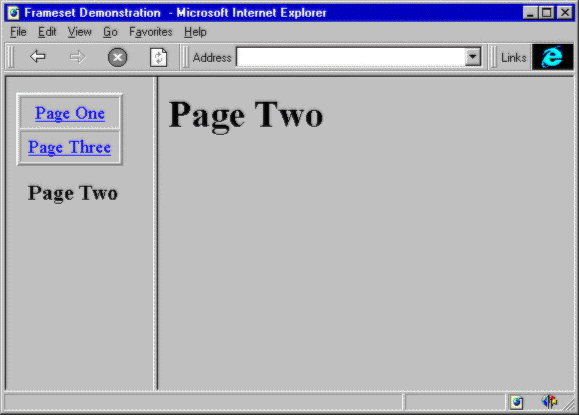 Frameset Demonstration - Microsoft Internet Explorer
File Edit View Go Favorites Help
Address Links
Page One
Page Three
Page Two
Page Two